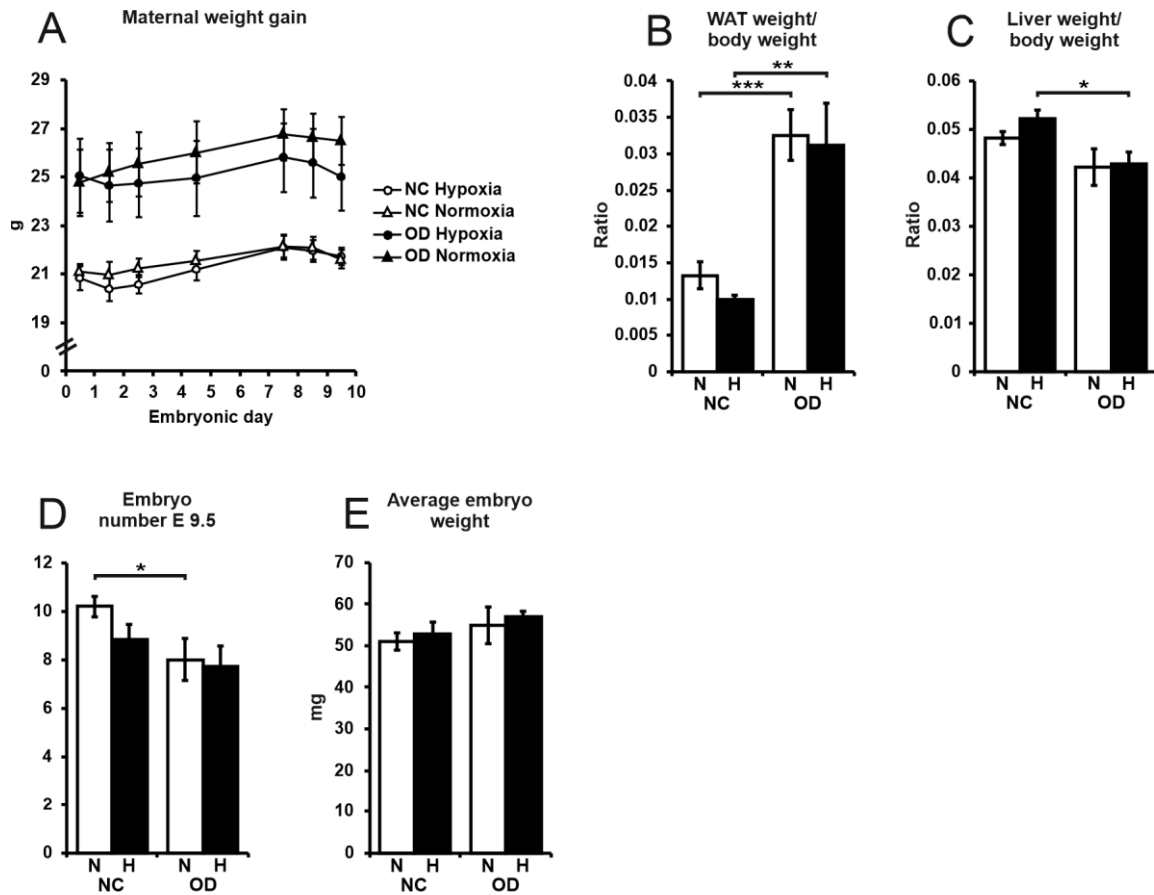 A
Maternal weight gain
29
27
25
23
21
19
0
g
0 1 2 3 4 5 6 7 8 9 10
Embryonic day
NC Hypoxia
NC Normoxia
OD Hypoxia
OD Normoxia
B
WAT weight/
body weight
**
***
0.04
0.035
0.03
0.025
0.02
0.015
0.01
0.005
0
Ratio
N H N H
NC OD
C
Liver weight/
body weight
*
0.06
0.05
0.04
0.03
0.02
0.01
0
Ratio
N H N H
NC OD
D
Embryo
number E 9.5
*
12
10
8
6
4
2
0
N H N H
NC OD
E
Average embryo
weight
70
60
50
40
30
20
10
0
mg
N H N H
NC OD